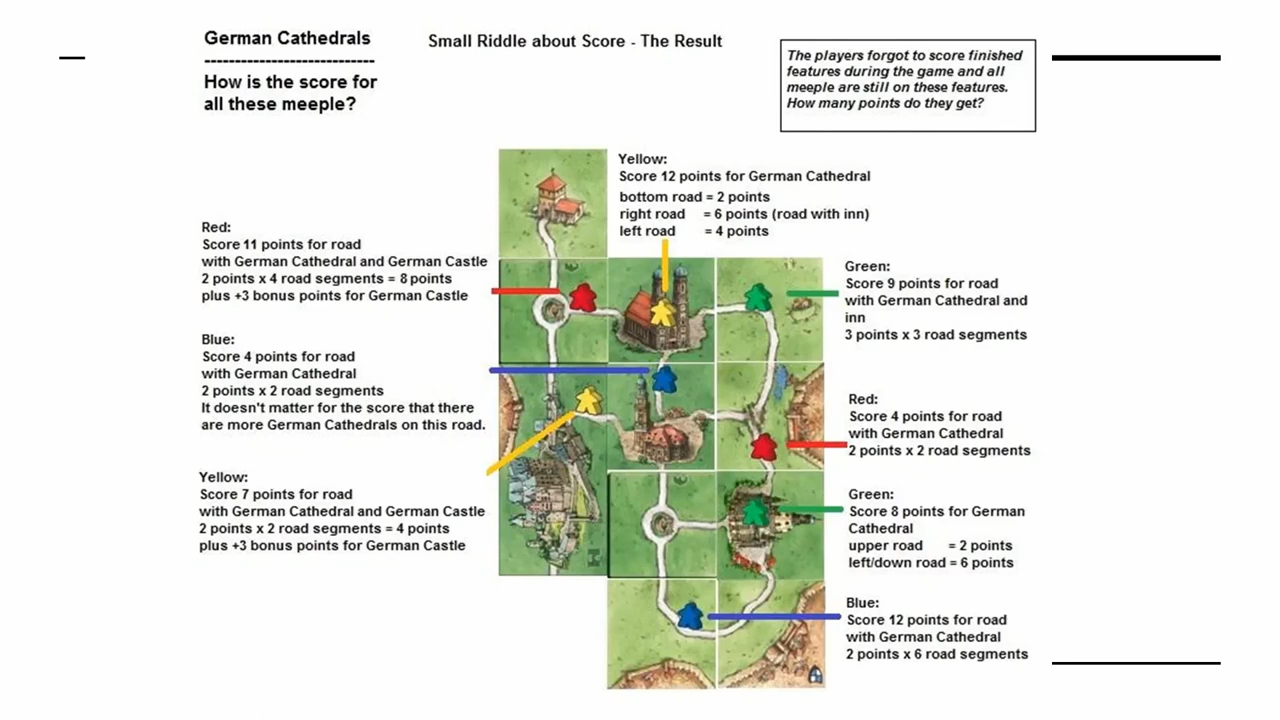 German Cathedrals
----------------------------
How is the score for
all these meeple?
Small Riddle about Score - The Result
The players forgot to score finished
features during the game and all
meeple are still on these features.
How many points do they get?
Yellow:
Score 12 points for German Cathedral
bottom road = 2 points
right road = 6 points (road with inn)
left road = 4 points
Red:
Score 11 points for road
with German Cathedral and German Castle
2 points x 4 road segments = 8 points
plus +3 bonus points for German Castle
Blue:
Score 4 points for road
with German Cathedral
2 points x 2 road segments
It doesn't matter for the score that there
are more German Cathedrals on this road.
Yellow:
Score 7 points for road
with German Cathedral and German Castle
2 points x 2 road segments = 4 points
plus +3 bonus points for German Castle
Green:
Score 9 points for road
with German Cathedral and
inn
3 points x 3 road segments
Red:
Score 4 points for road
with German Cathedral
2 points x 2 road segments
Green:
Score 8 points for German
Cathedral
upper road = 2 points
left/down road = 6 points
Blue:
Score 12 points for road
with German Cathedral
2 points x 6 road segments